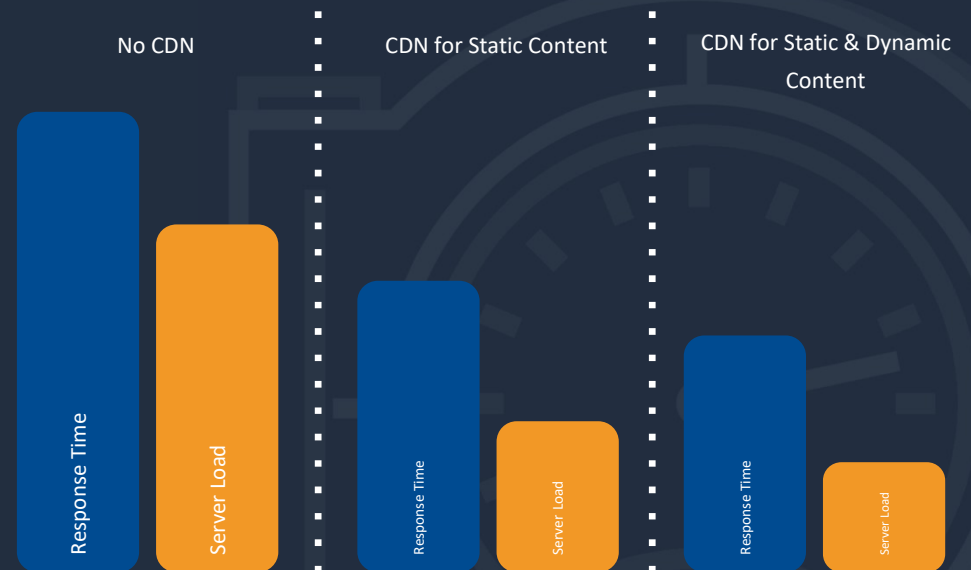 No CDN
CDN for Static Content
CDN for Static & Dynamic
Content
Response Time
Server Load
Response Time
Server Load
Response Time
Server Load